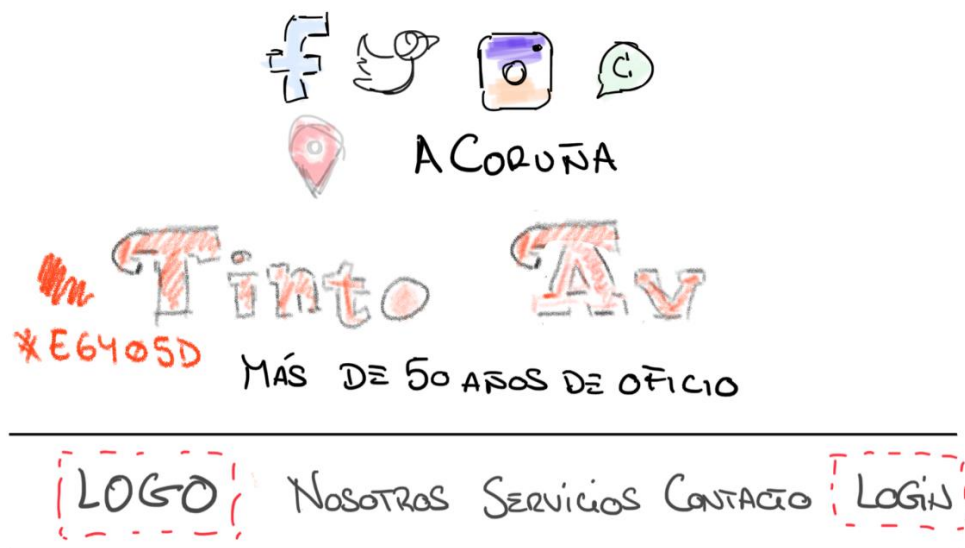 A CORUÑA
Tinto Av
*E6405D
MÁS DE 50 AÑOS DE OFICIO
LOGO NOSOTROS SERVICIOS CONTACTO LOGIN